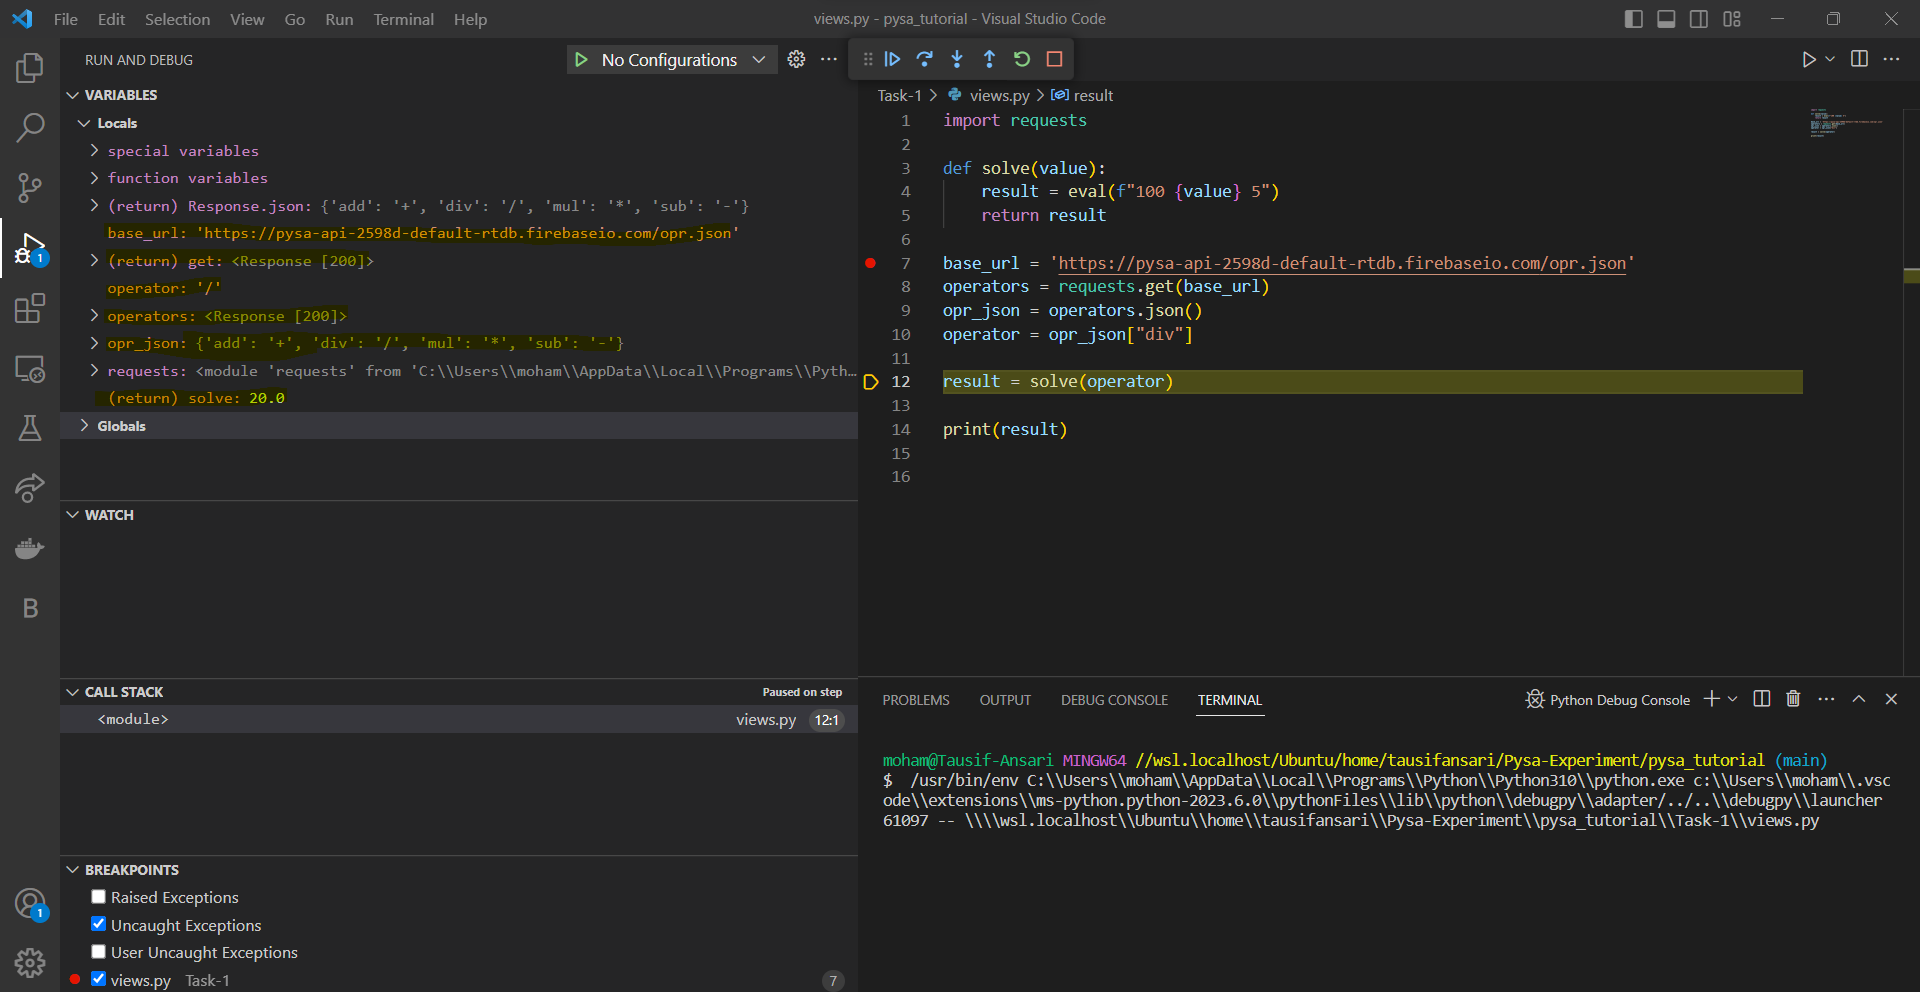 File Edit Selection View Go Run Terminal Help
views.py - pysa_tutorial - Visual Studio Code
RUN AND DEBUG
No Configurations
VARIABLES
Locals
special variables
function variables
(return) Response.json: {'add': '+', 'div': '/', 'mul': '*', 'sub': '-'}
base_url: 'https://pysa-api-2598d-default-rtdb.firebaseio.com/opr.json'
(return) get: <Response [200]>
operator: '/'
operators: <Response [200]>
opr_json: {'add': '+', 'div': '/', 'mul': '*', 'sub': '-'}
requests: <module 'requests' from 'C:\\Users\\moham\\AppData\\Local\\Programs\\Pyth…
(return) solve: 20.0
Globals
WATCH
CALL STACK
Paused on step
<module>
views.py 12:1
BREAKPOINTS
Raised Exceptions
Uncaught Exceptions
User Uncaught Exceptions
views.py Task-1
7
1
B
1
Task-1 > views.py > result
1 import requests
2
3 def solve(value):
4     result = eval(f"100 {value} 5")
5     return result
6
7 base_url = 'https://pysa-api-2598d-default-rtdb.firebaseio.com/opr.json'
8 operators = requests.get(base_url)
9 opr_json = operators.json()
10 operator = opr_json["div"]
11
12 result = solve(operator)
13
14 print(result)
15
16
PROBLEMS OUTPUT DEBUG CONSOLE TERMINAL
Python Debug Console
moham@Tausif-Ansari MINGW64 //wsl.localhost/Ubuntu/home/tausifansari/Pysa-Experiment/pysa_tutorial (main)
$  /usr/bin/env C:\\Users\\moham\\AppData\\Local\\Programs\\Python\\Python310\\python.exe c:\\Users\\moham\\.vsc
ode\\extensions\\ms-python.python-2023.6.0\\pythonFiles\\lib\\python\\debugpy\\adapter/../..\\debugpy\\launcher
61097 -- \\\\wsl.localhost\\Ubuntu\\home\\tausifansari\\Pysa-Experiment\\pysa_tutorial\\Task-1\\views.py